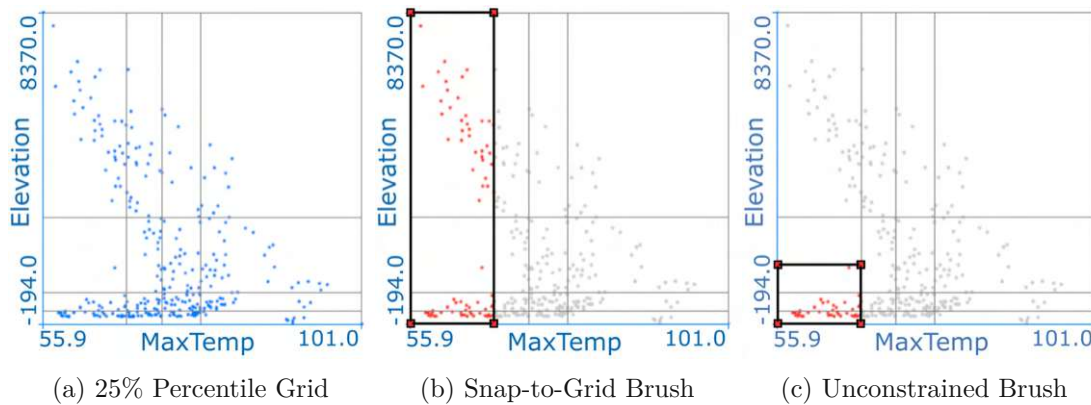 8370.0
Elevation
-194.0
55.9 MaxTemp 101.0
(a) 25% Percentile Grid
8370.0
Elevation
-194.0
55.9 MaxTemp 101.0
(b) Snap-to-Grid Brush
8370.0
Elevation
-194.0
55.9 MaxTemp 101.0
(c) Unconstrained Brush